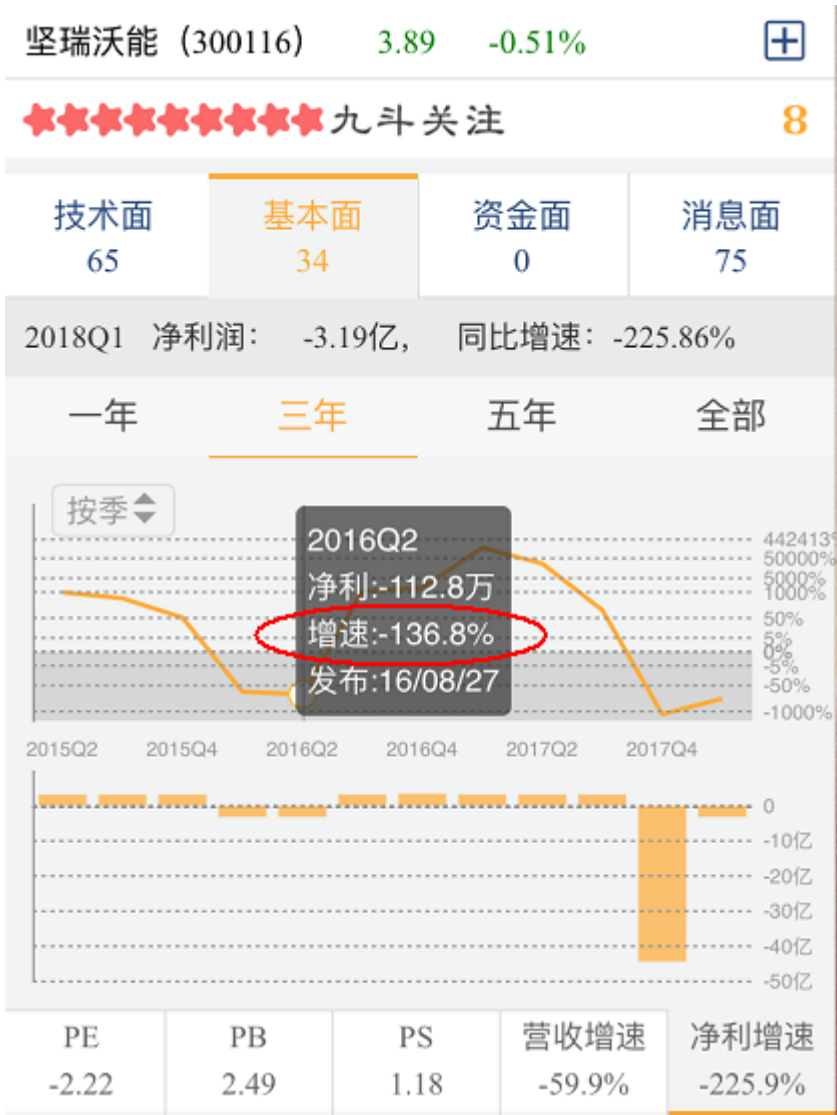 坚瑞沃能（300116） 3.89 -0.51%
九斗关注 8
技术面 基本面 资金面 消息面
65 34 0 75
2018Q1 净利润： -3.19亿， 同比增速：-225.86%
一年 三年 五年 全部
按季
2016Q2
净利:-112.8万
增速:-136.8%
发布:16/08/27
442413%
50000%
5000%
1000%
50%
5%
0%
-5%
-50%
-1000%
2015Q2 2015Q4 2016Q2 2016Q4 2017Q2 2017Q4
0
-10亿
-20亿
-30亿
-40亿
-50亿
PE PB PS 营收增速 净利增速
-2.22 2.49 1.18 -59.9% -225.9%